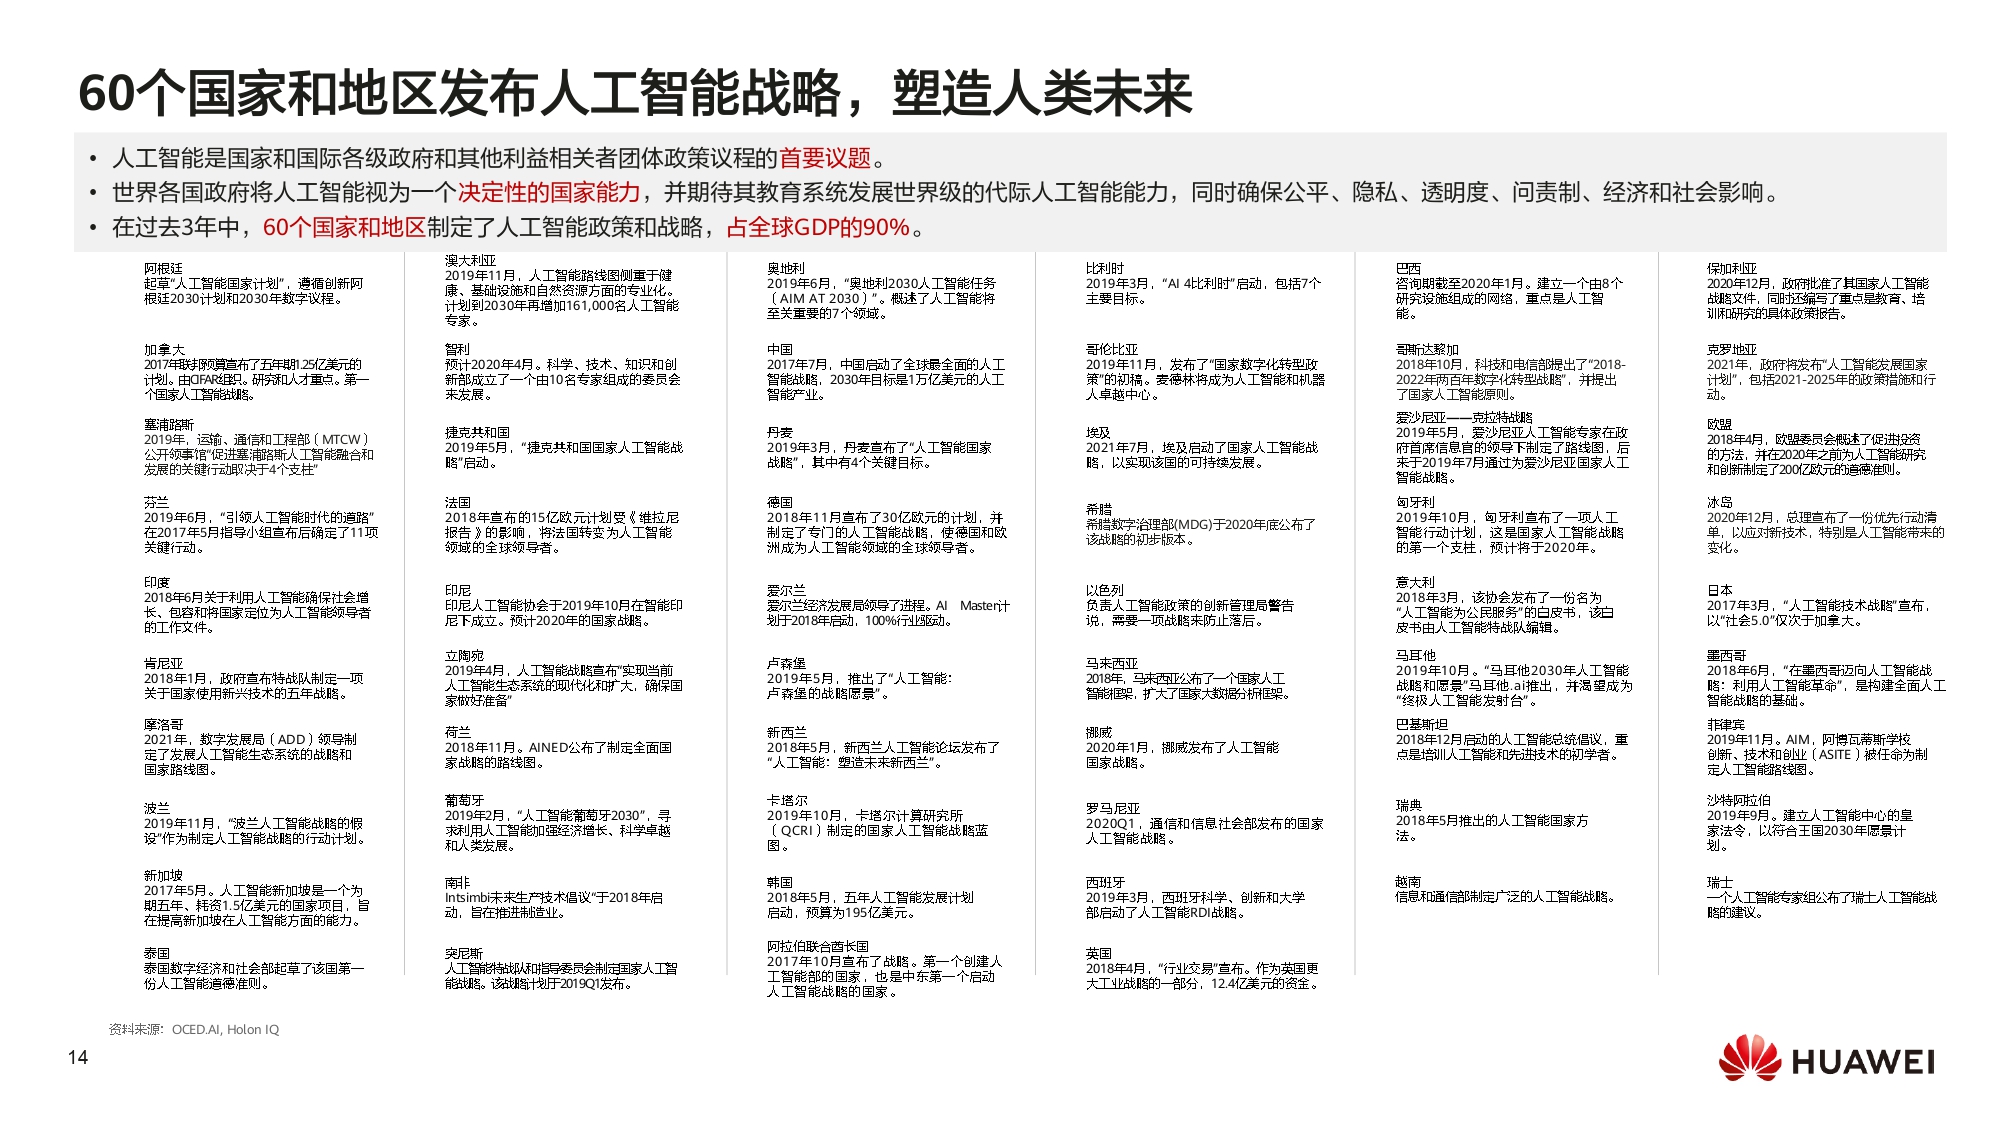 60个国家和地区发布人工智能战略，塑造人类未来
• 人工智能是国家和国际各级政府和其他利益相关者团体政策议程的首要议题。
• 世界各国政府将人工智能视为一个决定性的国家能力，并期待其教育系统发展世界级的代际人工智能能力，同时确保公平、隐私、透明度、问责制、经济和社会影响。
• 在过去3年中，60个国家和地区制定了人工智能政策和战略，占全球GDP的90%。
阿根廷
起草“人工智能国家计划”，遵循创新阿
根廷2030计划和2030年数字议程。
澳大利亚
2019年11月，人工智能路线图侧重于健
康、基础设施和自然资源方面的专业化。
计划到2030年再增加161,000名人工智能
专家。
奥地利
2019年6月，“奥地利2030人工智能任务
（AIM AT 2030）”。概述了人工智能将
至关重要的7个领域。
比利时
2019年3月，“AI 4比利时”启动，包括7个
主要目标。
巴西
咨询期截至2020年1月。建立一个由8个
研究设施组成的网络，重点是人工智
能。
保加利亚
2020年12月，政府批准了其国家人工智能
战略文件，同时还编写了重点是教育、培
训和研究的具体政策报告。
加拿大
2017年联邦预算宣布了五年期1.25亿美元的
计划。由CIFAR组织。研究和人才重点。第一
个国家人工智能战略。
智利
预计2020年4月。科学、技术、知识和创
新部成立了一个由10名专家组成的委员会
来发展。
中国
2017年7月，中国启动了全球最全面的人工
智能战略，2030年目标是1万亿美元的人工
智能产业。
哥伦比亚
2019年11月，发布了“国家数字化转型政
策”的初稿。麦德林将成为人工智能和机器
人卓越中心。
哥斯达黎加
2018年10月，科技和电信部提出了“2018-
2022年两百年数字化转型战略”，并提出
了国家人工智能原则。
克罗地亚
2021年，政府将发布“人工智能发展国家
计划”，包括2021-2025年的政策措施和行
动。
塞浦路斯
2019年，运输、通信和工程部（MTCW）
公开领事馆“促进塞浦路斯人工智能融合和
发展的关键行动取决于4个支柱”
捷克共和国
2019年5月，“捷克共和国国家人工智能战
略”启动。
丹麦
2019年3月，丹麦宣布了“人工智能国家
战略”，其中有4个关键目标。
埃及
2021年7月，埃及启动了国家人工智能战
略，以实现该国的可持续发展。
爱沙尼亚——克拉特战略
2019年5月，爱沙尼亚人工智能专家在政
府首席信息官的领导下制定了路线图，后
来于2019年7月通过为爱沙尼亚国家人工
智能战略。
欧盟
2018年4月，欧盟委员会概述了促进投资
的方法，并在2020年之前为人工智能研究
和创新制定了200亿欧元的道德准则。
芬兰
2019年6月，“引领人工智能时代的道路”
在2017年5月指导小组宣布后确定了11项
关键行动。
法国
2018年宣布的15亿欧元计划受《维拉尼
报告》的影响，将法国转变为人工智能
领域的全球领导者。
德国
2018年11月宣布了30亿欧元的计划，并
制定了专门的人工智能战略，使德国和欧
洲成为人工智能领域的全球领导者。
希腊
希腊数字治理部(MDG)于2020年底公布了
该战略的初步版本。
匈牙利
2019年10月，匈牙利宣布了一项人工
智能行动计划，这是国家人工智能战略
的第一个支柱，预计将于2020年。
冰岛
2020年12月，总理宣布了一份优先行动清
单，以应对新技术，特别是人工智能带来的
变化。
印度
2018年6月关于利用人工智能确保社会增
长、包容和将国家定位为人工智能领导者
的工作文件。
印尼
印尼人工智能协会于2019年10月在智能印
尼下成立。预计2020年的国家战略。
爱尔兰
爱尔兰经济发展局领导了进程。AI Master计
划于2018年启动，100%行业驱动。
以色列
负责人工智能政策的创新管理局警告
说，需要一项战略来防止落后。
意大利
2018年3月，该协会发布了一份名为
“人工智能为公民服务”的白皮书，该白
皮书由人工智能特战队编辑。
日本
2017年3月，“人工智能技术战略”宣布，
以“社会5.0”仅次于加拿大。
肯尼亚
2018年1月，政府宣布特战队制定一项
关于国家使用新兴技术的五年战略。
立陶宛
2019年4月，人工智能战略宣布“实现当前
人工智能生态系统的现代化和扩大，确保国
家做好准备”
卢森堡
2019年5月，推出了“人工智能：
卢森堡的战略愿景”。
马来西亚
2018年，马来西亚公布了一个国家人工
智能框架，扩大了国家大数据分析框架。
马耳他
2019年10月。“马耳他2030年人工智能
战略和愿景”马耳他.ai推出，并渴望成为
“终极人工智能发射台”。
墨西哥
2018年6月，“在墨西哥迈向人工智能战
略：利用人工智能革命”，是构建全面人工
智能战略的基础。
摩洛哥
2021年，数字发展局（ADD）领导制
定了发展人工智能生态系统的战略和
国家路线图。
荷兰
2018年11月。AINED公布了制定全面国
家战略的路线图。
新西兰
2018年5月，新西兰人工智能论坛发布了
“人工智能：塑造未来新西兰”。
挪威
2020年1月，挪威发布了人工智能
国家战略。
巴基斯坦
2018年12月启动的人工智能总统倡议，重
点是培训人工智能和先进技术的初学者。
菲律宾
2019年11月。AIM，阿博瓦蒂斯学校
创新、技术和创业（ASITE）被任命为制
定人工智能路线图。
波兰
2019年11月，“波兰人工智能战略的假
设”作为制定人工智能战略的行动计划。
葡萄牙
2019年2月，“人工智能葡萄牙2030”，寻
求利用人工智能加强经济增长、科学卓越
和人类发展。
卡塔尔
2019年10月，卡塔尔计算研究所
（QCRI）制定的国家人工智能战略蓝
图。
罗马尼亚
2020Q1，通信和信息社会部发布的国家
人工智能战略。
瑞典
2018年5月推出的人工智能国家方
法。
沙特阿拉伯
2019年9月。建立人工智能中心的皇
家法令，以符合王国2030年愿景计
划。
新加坡
2017年5月。人工智能新加坡是一个为
期五年、耗资1.5亿美元的国家项目，旨
在提高新加坡在人工智能方面的能力。
南非
Intsimbi未来生产技术倡议“于2018年启
动，旨在推进制造业。
韩国
2018年5月，五年人工智能发展计划
启动，预算为195亿美元。
西班牙
2019年3月，西班牙科学、创新和大学
部启动了人工智能RDI战略。
越南
信息和通信部制定广泛的人工智能战略。
瑞士
一个人工智能专家组公布了瑞士人工智能战
略的建议。
泰国
泰国数字经济和社会部起草了该国第一
份人工智能道德准则。
突尼斯
人工智能特战队和指导委员会制定国家人工智
能战略。该战略计划于2019Q1发布。
阿拉伯联合酋长国
2017年10月宣布了战略。第一个创建人
工智能部的国家，也是中东第一个启动
人工智能战略的国家。
英国
2018年4月，“行业交易”宣布。作为英国更
大工业战略的一部分，12.4亿美元的资金。
资料来源：OCED.AI, Holon IQ
14
HUAWEI